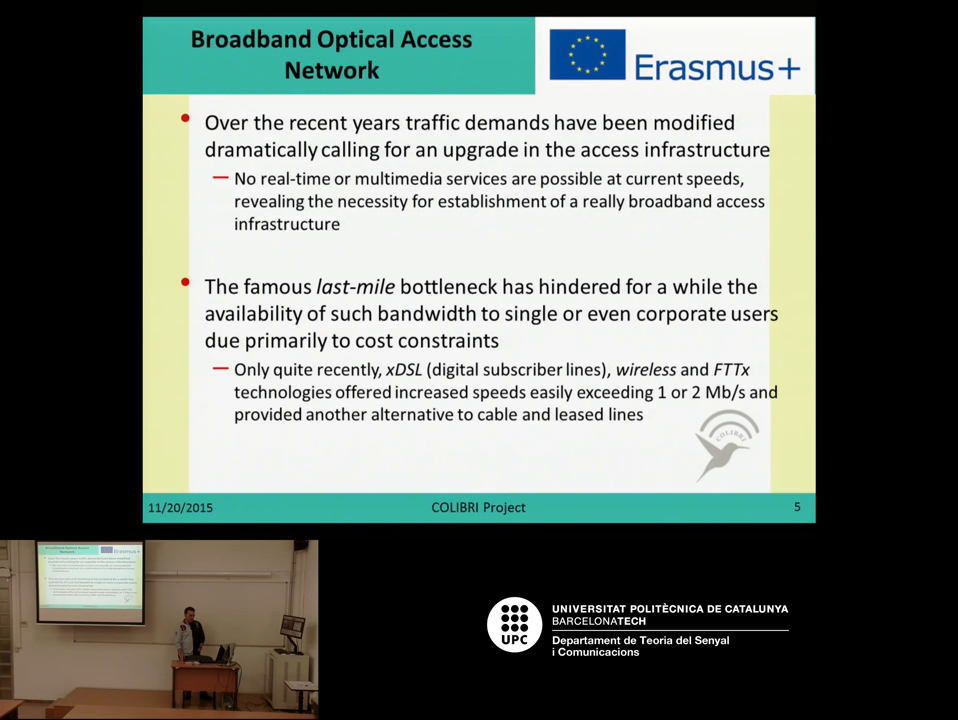 Broadband Optical Access
Network
Erasmus+
• Over the recent years traffic demands have been modified
dramatically calling for an upgrade in the access infrastructure
– No real-time or multimedia services are possible at current speeds,
revealing the necessity for establishment of a really broadband access
infrastructure
• The famous last-mile bottleneck has hindered for a while the
availability of such bandwidth to single or even corporate users
due primarily to cost constraints
– Only quite recently, xDSL (digital subscriber lines), wireless and FTTx
technologies offered increased speeds easily exceeding 1 or 2 Mb/s and
provided another alternative to cable and leased lines
COLIBRI
11/20/2015
COLIBRI Project
5
Broadband Optical Access
Network
Erasmus+
UPC
UNIVERSITAT POLITÈCNICA DE CATALUNYA
BARCELONATECH
Departament de Teoria del Senyal
i Comunicacions